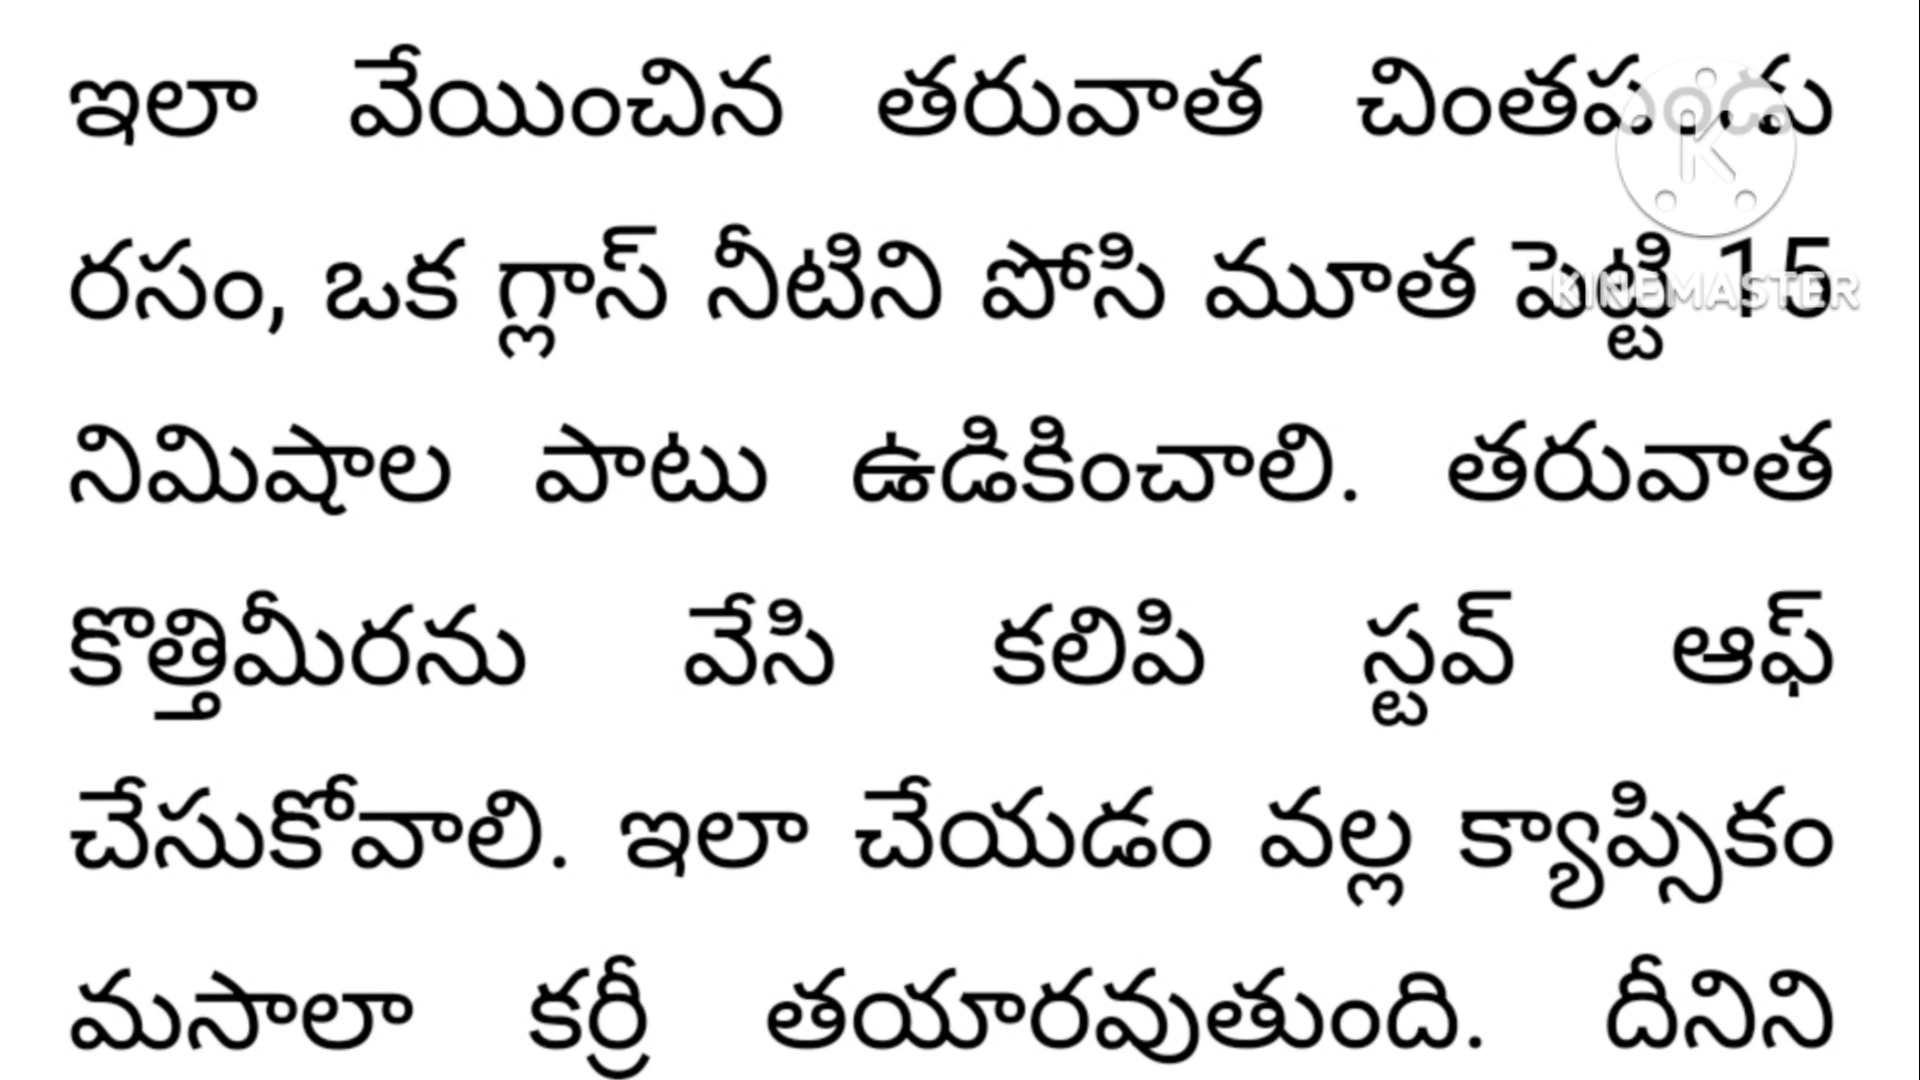 ఇలా వేయించిన తరువాత చింతపండు
రసం, ఒక గ్లాస్ నీటిని పోసి మూత పెట్టి 15
నిమిషాల పాటు ఉడికించాలి. తరువాత
కొత్తిమీరను వేసి కలిపి స్టవ్ ఆఫ్
చేసుకోవాలి. ఇలా చేయడం వల్ల క్యాప్సికం
మసాలా కర్రీ తయారవుతుంది. దీనిని
K
KINEMASTER